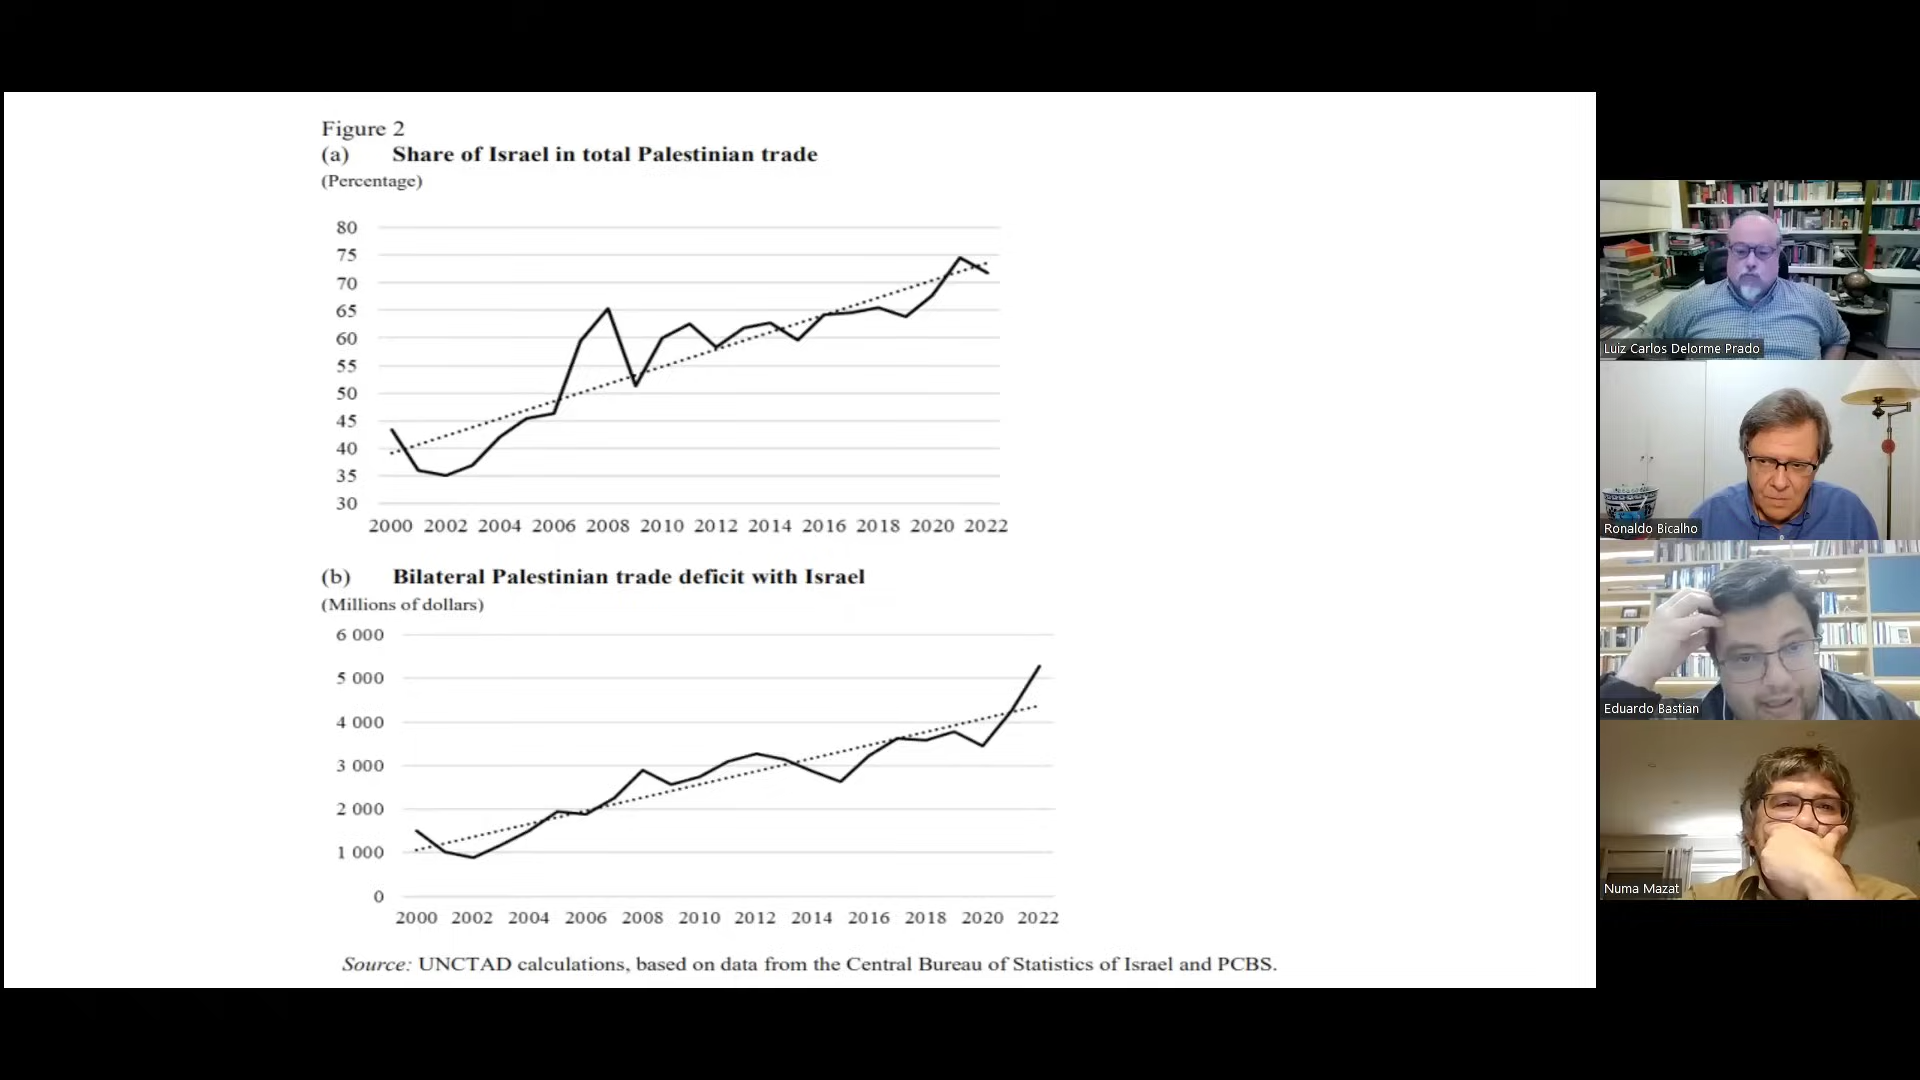 Figure 2
(a) Share of Israel in total Palestinian trade
(Percentage)
80
75
70
65
60
55
50
45
40
35
30
2000 2002 2004 2006 2008 2010 2012 2014 2016 2018 2020 2022
(b) Bilateral Palestinian trade deficit with Israel
(Millions of dollars)
6 000
5 000
4 000
3 000
2 000
1 000
0
2000 2002 2004 2006 2008 2010 2012 2014 2016 2018 2020 2022
Source: UNCTAD calculations, based on data from the Central Bureau of Statistics of Israel and PCBS.
Luiz Carlos Delorme Prado
Ronaldo Bicalho
Eduardo Bastian
Numa Mazat